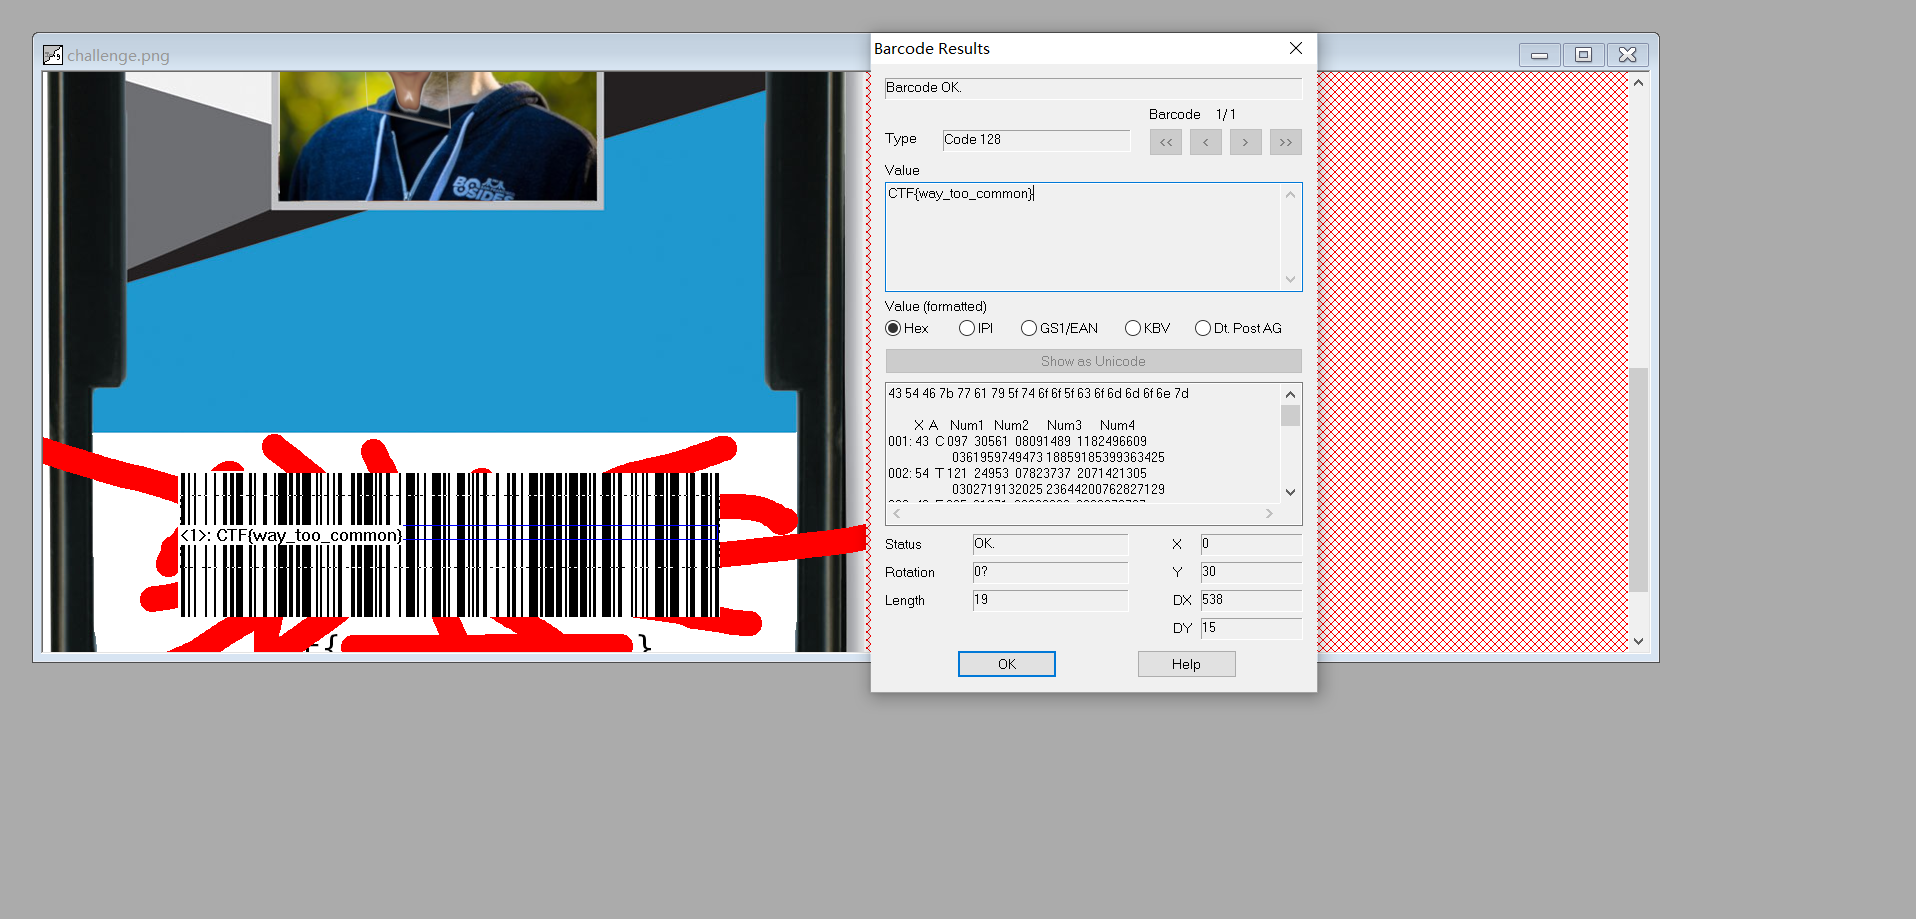 challenge.png
Barcode Results
Barcode OK.
Barcode 1/1
Type Code 128
<< < > >>
Value
CTF{way_too_common}
Value (formatted)
Hex IPI GS1/EAN KBV Dt. Post AG
Show as Unicode
43 54 46 7b 77 61 79 5f 74 6f 6f 5f 63 6f 6d 6d 6f 6e 7d
X A Num1 Num2 Num3 Num4
001: 43 C 097 30561 08091489 1182496609
0361959749473 18859185399363425
002: 54 T 121 24953 07823737 2071421305
0302719132025 23644200762827129
Status OK.
X 0
Rotation 0?
Y 30
Length 19
DX 538
DY 15
OK Help
BSIDES
<1>: CTF{way_too_common}
{ }